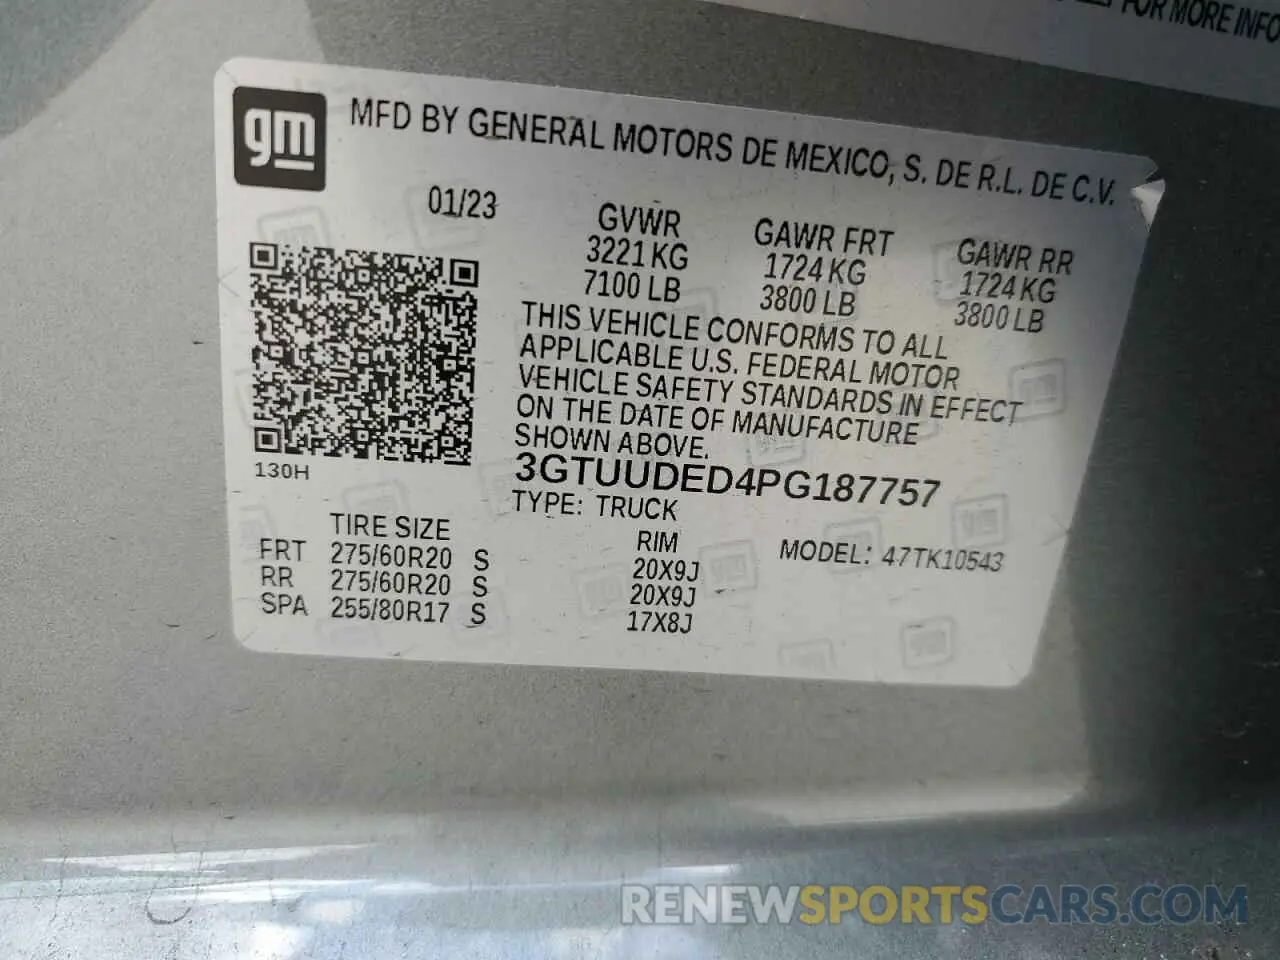 FOR MORE INFO
gm
MFD BY GENERAL MOTORS DE MEXICO, S. DE R.L. DE C.V.
01/23
GVWR
3221 KG
7100 LB
GAWR FRT
1724 KG
3800 LB
GAWR RR
1724 KG
3800 LB
THIS VEHICLE CONFORMS TO ALL
APPLICABLE U.S. FEDERAL MOTOR
VEHICLE SAFETY STANDARDS IN EFFECT
ON THE DATE OF MANUFACTURE
SHOWN ABOVE.
130H
3GTUUDED4PG187757
TYPE: TRUCK
TIRE SIZE RIM MODEL: 47TK10543
FRT 275/60R20 S 20X9J
RR 275/60R20 S 20X9J
SPA 255/80R17 S 17X8J
RENEWSPORTSCARS.COM